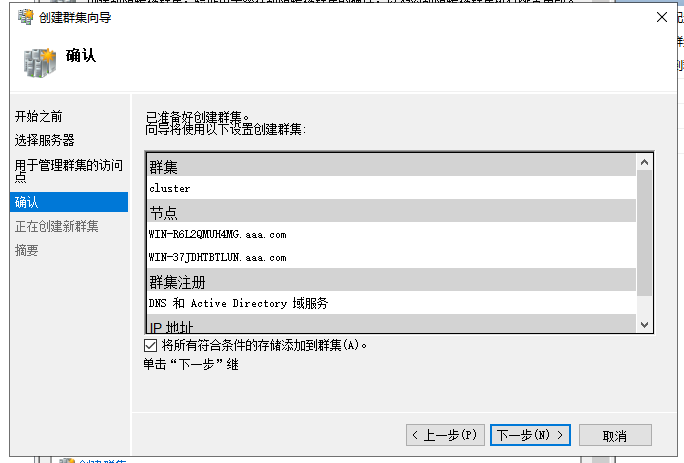 创建群集向导
确认
开始之前
选择服务器
用于管理群集的访问
点
确认
正在创建新群集
摘要
已准备好创建群集。
向导将使用以下设置创建群集:
群集
cluster
节点
WIN-R6L2QMUH4MG.aaa.com
WIN-37JDHTBTLUN.aaa.com
群集注册
DNS 和 Active Directory 域服务
IP 地址
将所有符合条件的存储添加到群集(A)。
单击“下一步”继
< 上一步(P)
下一步(N) >
取消
创建群集